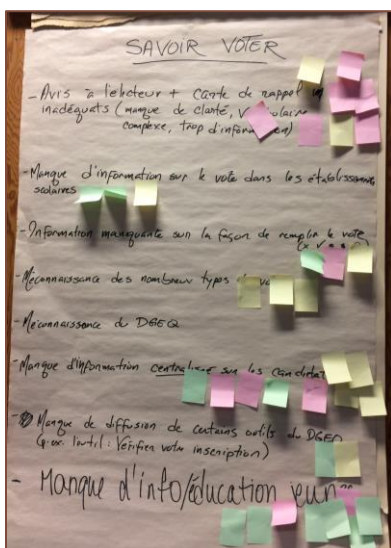 SAVOIR VOTER
- Avis à l'électeur + carte de rappel
inadéquats (manque de clarté,
complexe, trop d'information)
- Manque d'information sur le vote dans les établissements
scolaires
- Information manquante sur la façon de remplir le vote
- Méconnaissance des nombreux types
- Méconnaissance du DGEQ
- Manque d'information centralisée sur les candidats
- Manque de diffusion de certains outils du DGEQ
(p.ex. l'outil: Vérifier votre inscription)
- Manque d'info/éducation jeunes